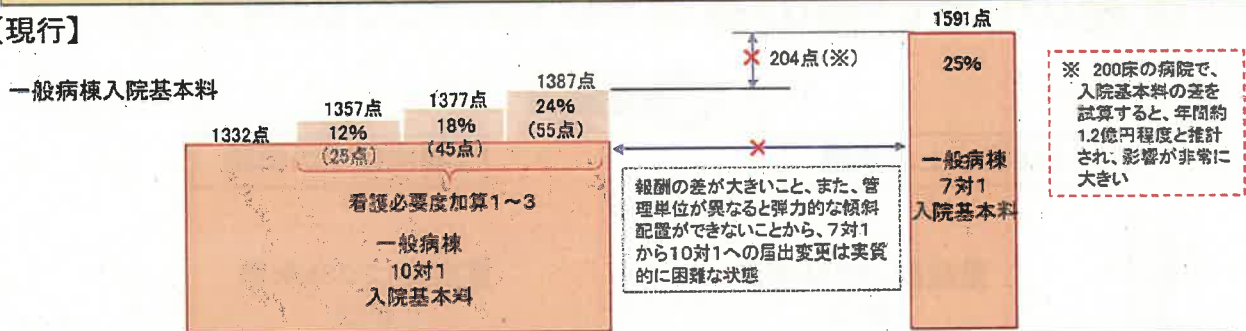 【現行】
一般病棟入院基本料
1332点
1357点
12%
(25点)
1377点
18%
(45点)
1387点
24%
(55点)
看護必要度加算1～3
一般病棟
10対1
入院基本料
204点(※)
報酬の差が大きいこと、また、管
理単位が異なると弾力的な傾斜
配置ができないことから、7対1
から10対1への届出変更は実質
的に困難な状態
1591点
25%
一般病棟
7対1
入院基本料
※ 200床の病院で、
入院基本料の差を
試算すると、年間約
1.2億円程度と推計
され、影響が非常に
大きい